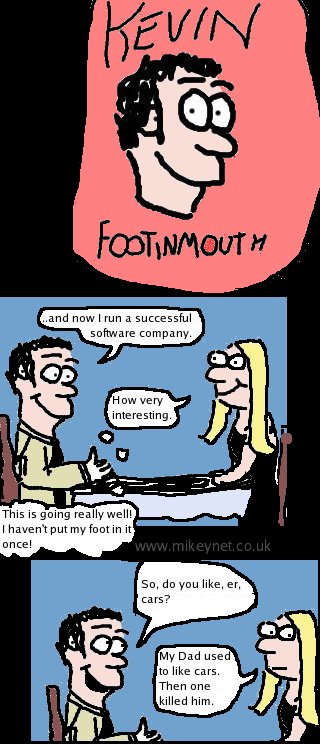 KEVIN
FOOTINMOUTH
..and now I run a successful
software company.
How very
interesting.
This is going really well!
I haven't put my foot in it
once!
www.mikeynet.co.uk
So, do you like, er,
cars?
My Dad used
to like cars.
Then one
killed him.